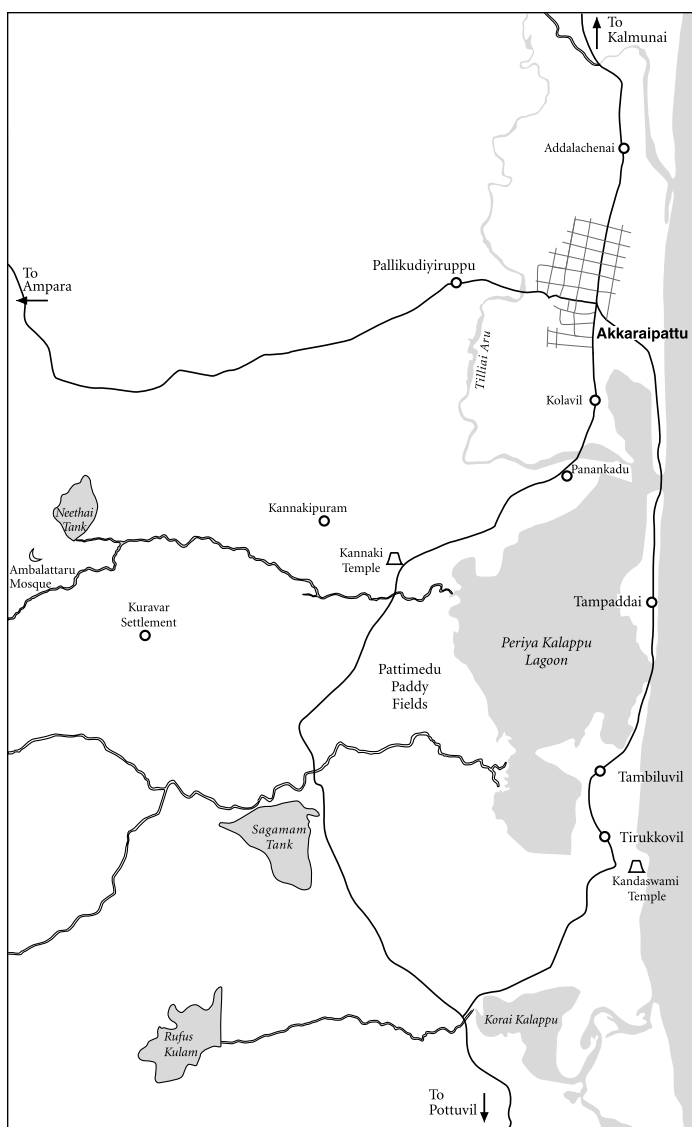 To
Kalmunai
Addalachenai
To
Ampara
Pallikudiyiruppu
Akkaraipattu
Tilliai Aru
Kolavil
Panankadu
Neethai
Tank
Kannakipuram
Ambalattaru
Mosque
Kannaki
Temple
Kuravar
Settlement
Tampaddai
Periya Kalappu
Lagoon
Pattimedu
Paddy
Fields
Tambiluvil
Sagamam
Tank
Tirukkovil
Kandaswami
Temple
Rufus
Kulam
Korai Kalappu
To
Pottuvil